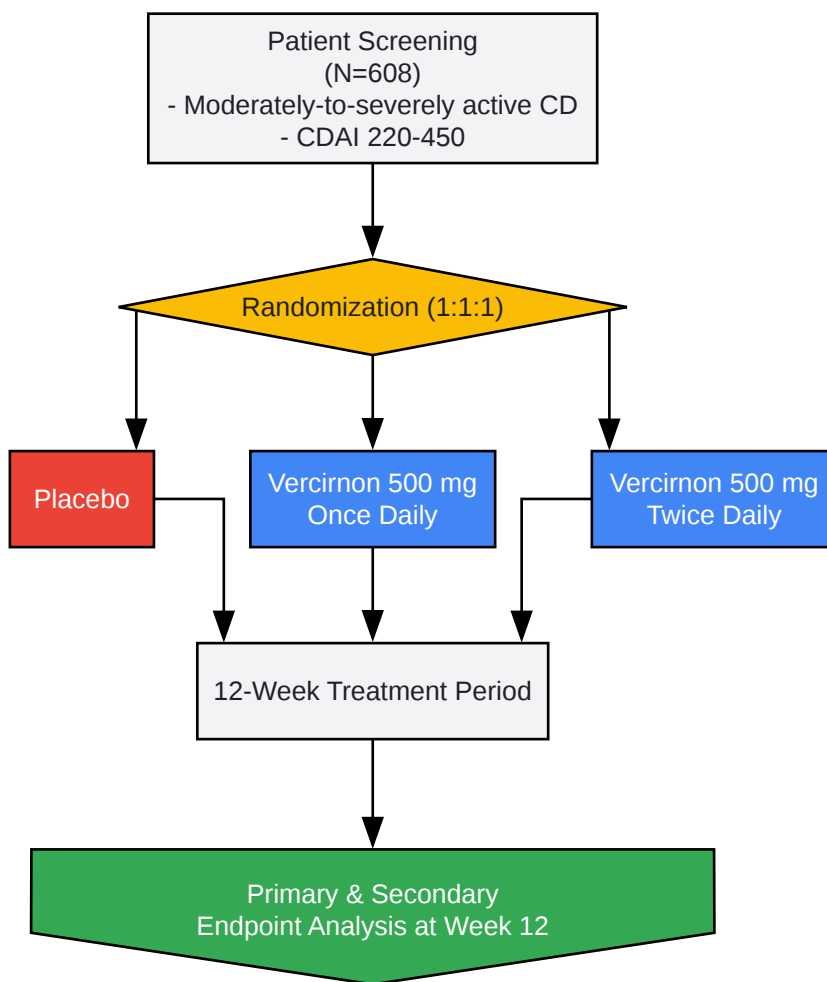 Patient Screening
(N=608)
- Moderately-to-severely active CD
- CDAI 220-450
Randomization (1:1:1)
Placebo
Vercirnon 500 mg
Once Daily
Vercirnon 500 mg
Twice Daily
12-Week Treatment Period
Primary & Secondary
Endpoint Analysis at Week 12